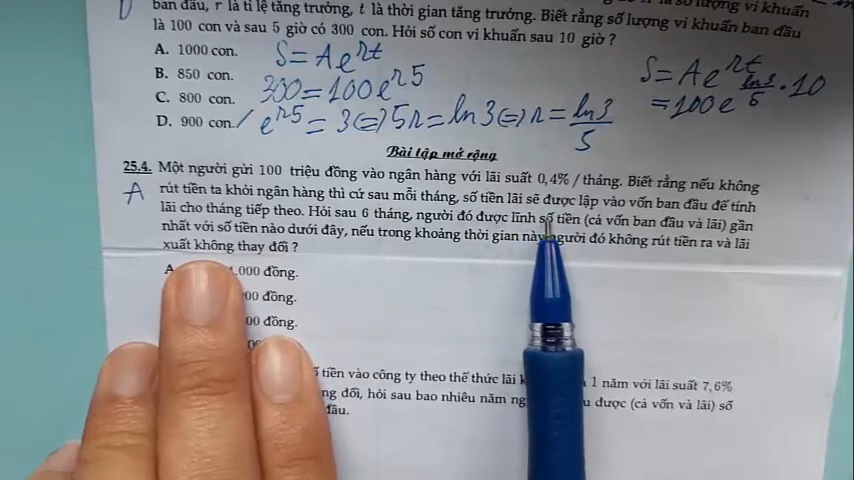 ban đầu, r là tỉ lệ tăng trưởng, t là thời gian tăng trưởng. Biết rằng số lượng vi khuẩn ban đầu
là 100 con và sau 5 giờ có 300 con. Hỏi số con vi khuẩn sau 10 giờ ?
A. 1000 con.
B. 850 con.
C. 800 con.
D. 900 con.
S = Ae^{rt}
300 = 100e^{r5}
e^{r5} = 3 <=> 5r = ln3 <=> r = ln3/5
S = Ae^{rt}
= 100e^{ln3/5 . 10}
Bài tập mở rộng
25.4. Một người gửi 100 triệu đồng vào ngân hàng với lãi suất 0,4% / tháng. Biết rằng nếu không
A
rút tiền ta khỏi ngân hàng thì cứ sau mỗi tháng, số tiền lãi sẽ được lập vào vốn ban đầu để tính
lãi cho tháng tiếp theo. Hỏi sau 6 tháng, người đó được lĩnh số tiền (cả vốn ban đầu và lãi) gần
nhất với số tiền nào dưới đây, nếu trong khoảng thời gian này người đó không rút tiền ra và lãi
xuất không thay đổi ?
A .000 đồng.
00 đồng.
00 đồng.
tiền vào công ty theo thể thức lãi 1 năm với lãi suất 7,6%
đổi, hỏi sau bao nhiêu năm được (cả vốn và lãi) số
đầu.